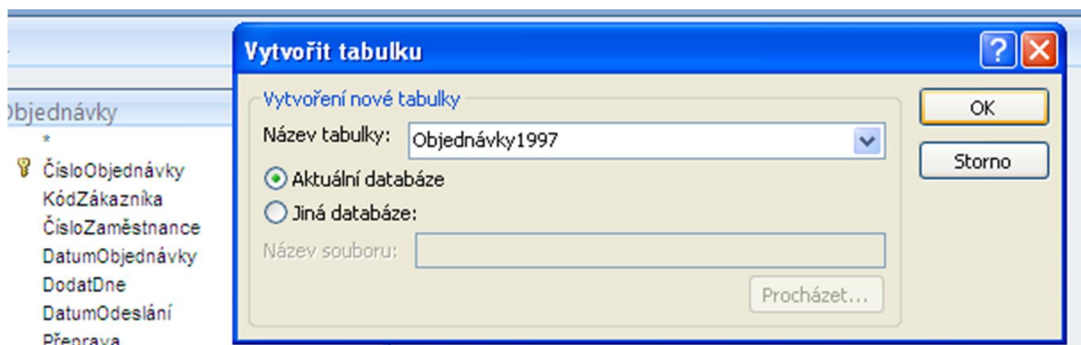 Objednávky
*
ČísloObjednávky
KódZákazníka
ČísloZaměstnance
DatumObjednávky
DodatDne
DatumOdeslání
Přeprava
Vytvořit tabulku
Vytvoření nové tabulky
Název tabulky: Objednávky1997
Aktuální databáze
Jiná databáze:
Název souboru:
Procházet...
OK
Storno